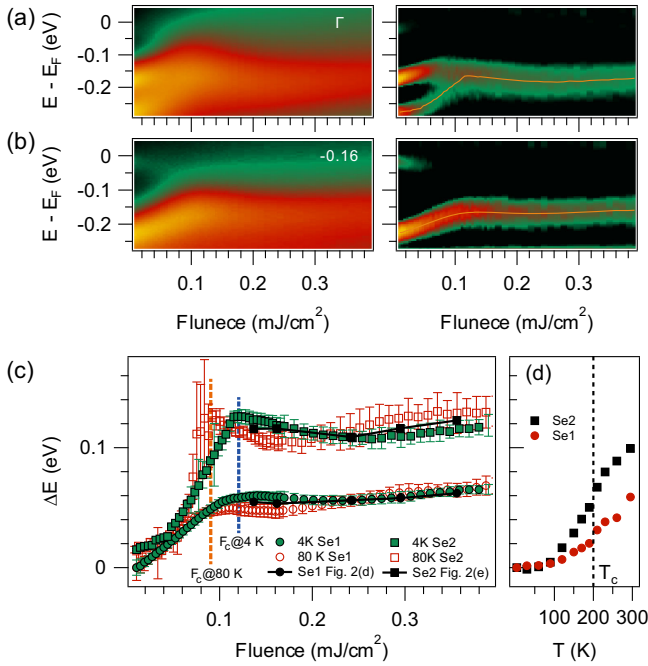 (a)
Γ
E - E_F (eV)
0
-0.1
-0.2
(b)
-0.16
E - E_F (eV)
0
-0.1
-0.2
0.1 0.2 0.3
0.1 0.2 0.3
Flunece (mJ/cm²)
Flunece (mJ/cm²)
(c)
(d)
ΔE (eV)
0.1
0
F_c@4 K
F_c@80 K
4K Se1
4K Se2
80 K Se1
80K Se2
Se1 Fig. 2(d)
Se2 Fig. 2(e)
0.1 0.2 0.3
Fluence (mJ/cm²)
Se2
Se1
T_c
100 200 300
T (K)